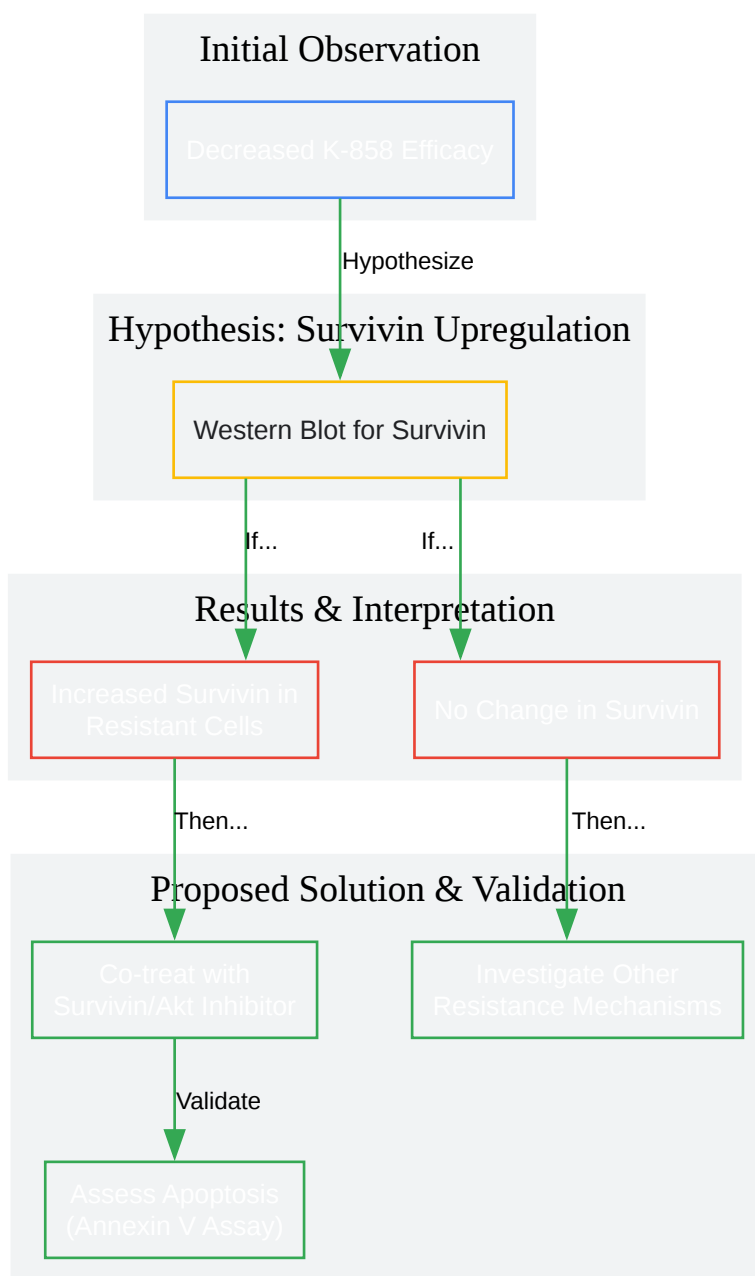 Initial Observation
Decreased K-858 Efficacy
Hypothesize
Hypothesis: Survivin Upregulation
Western Blot for Survivin
If...
If...
Results & Interpretation
Increased Survivin in
Resistant Cells
No Change in Survivin
Then...
Then...
Proposed Solution & Validation
Co-treat with
Survivin/Akt Inhibitor
Investigate Other
Resistance Mechanisms
Validate
Assess Apoptosis
(Annexin V Assay)